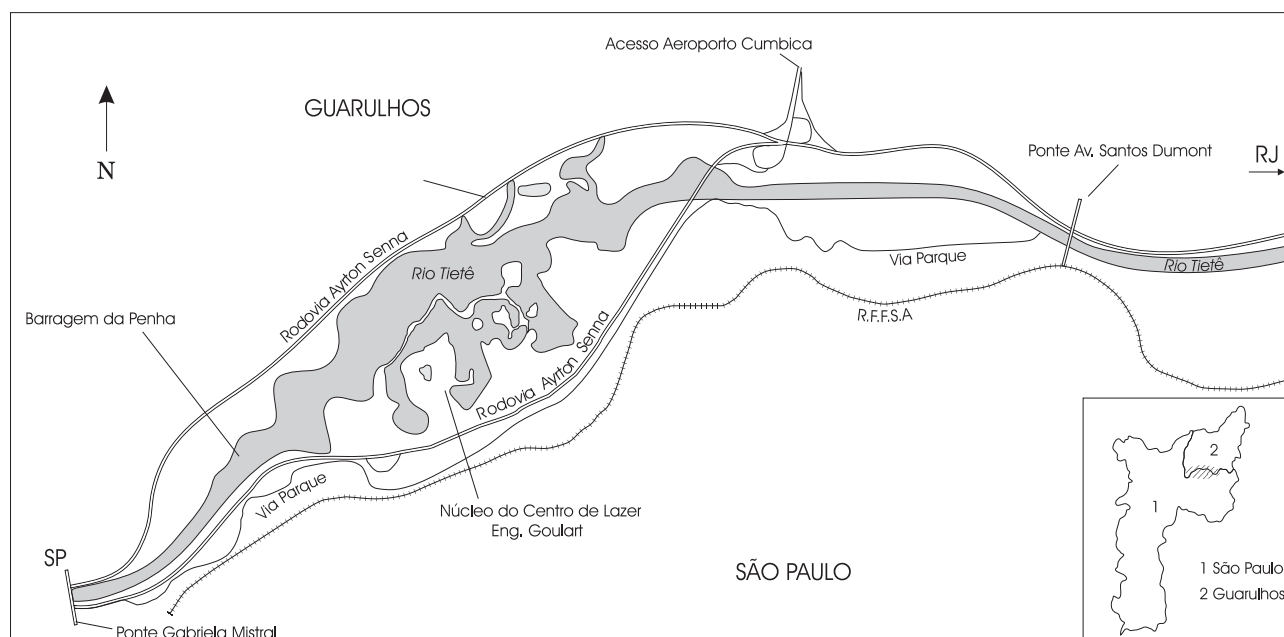 Acesso Aeroporto Cumbica
GUARULHOS
N
Ponte Av. Santos Dumont
RJ
Rodovia Ayrton Senna
Rio Tietê
Via Parque
Rio Tietê
Barragem da Penha
R.F.F.S.A
Rodovia Ayrton Senna
Via Parque
Núcleo do Centro de Lazer
Eng. Goulart
SP
SÃO PAULO
Ponte Gabriela Mistral
2
1
1 São Paulo
2 Guarulhos